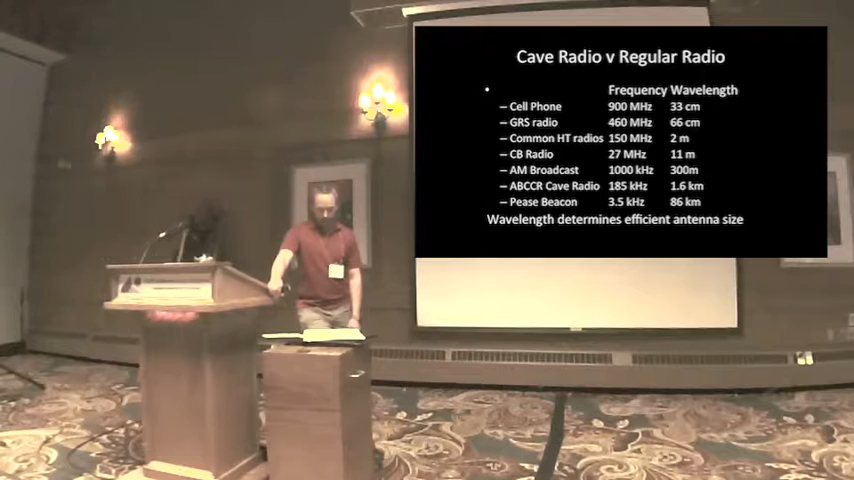 Cave Radio v Regular Radio
• Frequency Wavelength
– Cell Phone 900 MHz 33 cm
– GRS radio 460 MHz 66 cm
– Common HT radios 150 MHz 2 m
– CB Radio 27 MHz 11 m
– AM Broadcast 1000 kHz 300m
– ABCCR Cave Radio 185 kHz 1.6 km
– Pease Beacon 3.5 kHz 86 km
Wavelength determines efficient antenna size